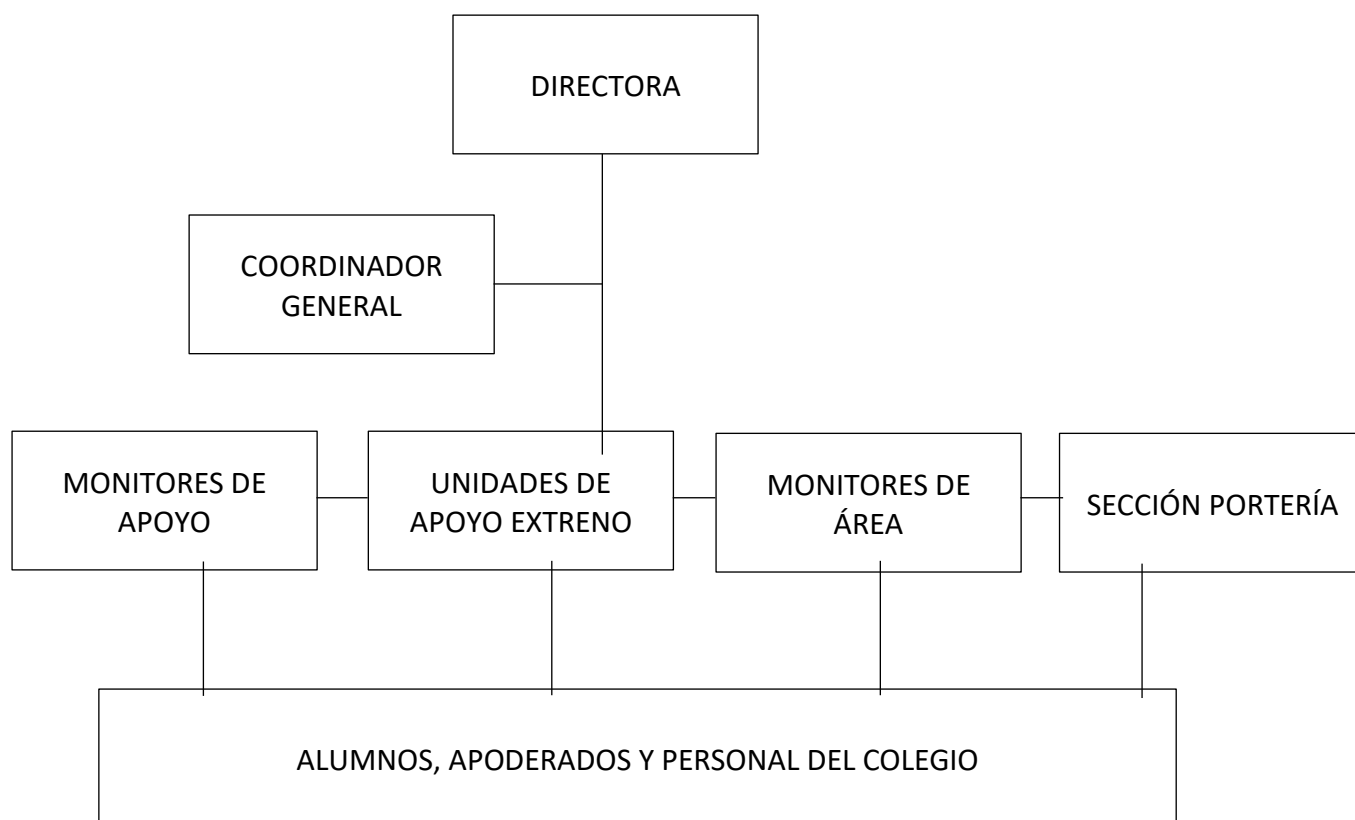 DIRECTORA
COORDINADOR
GENERAL
MONITORES DE
APOYO
UNIDADES DE
APOYO EXTRENO
MONITORES DE
ÁREA
SECCIÓN PORTERÍA
ALUMNOS, APODERADOS Y PERSONAL DEL COLEGIO